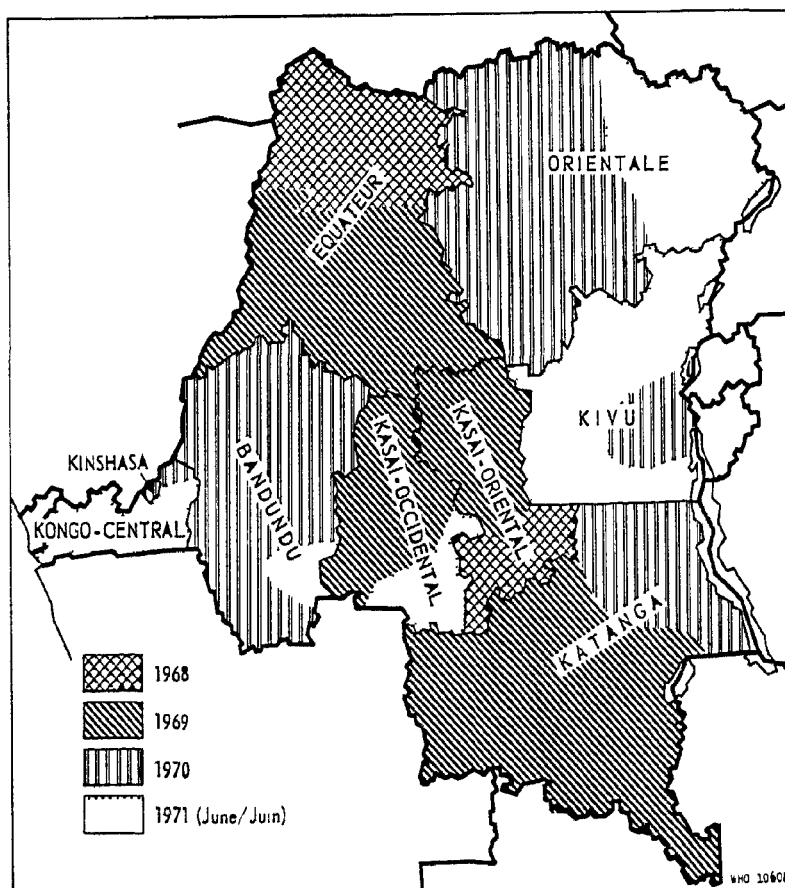 ORIENTALE
EQUATEUR
KIVU
KASAI-ORIENTAL
KASAI-OCCIDENTAL
BANDUNDU
KINSHASA
KONGO-CENTRAL
KATANGA
1968
1969
1970
1971 (June/Juin)